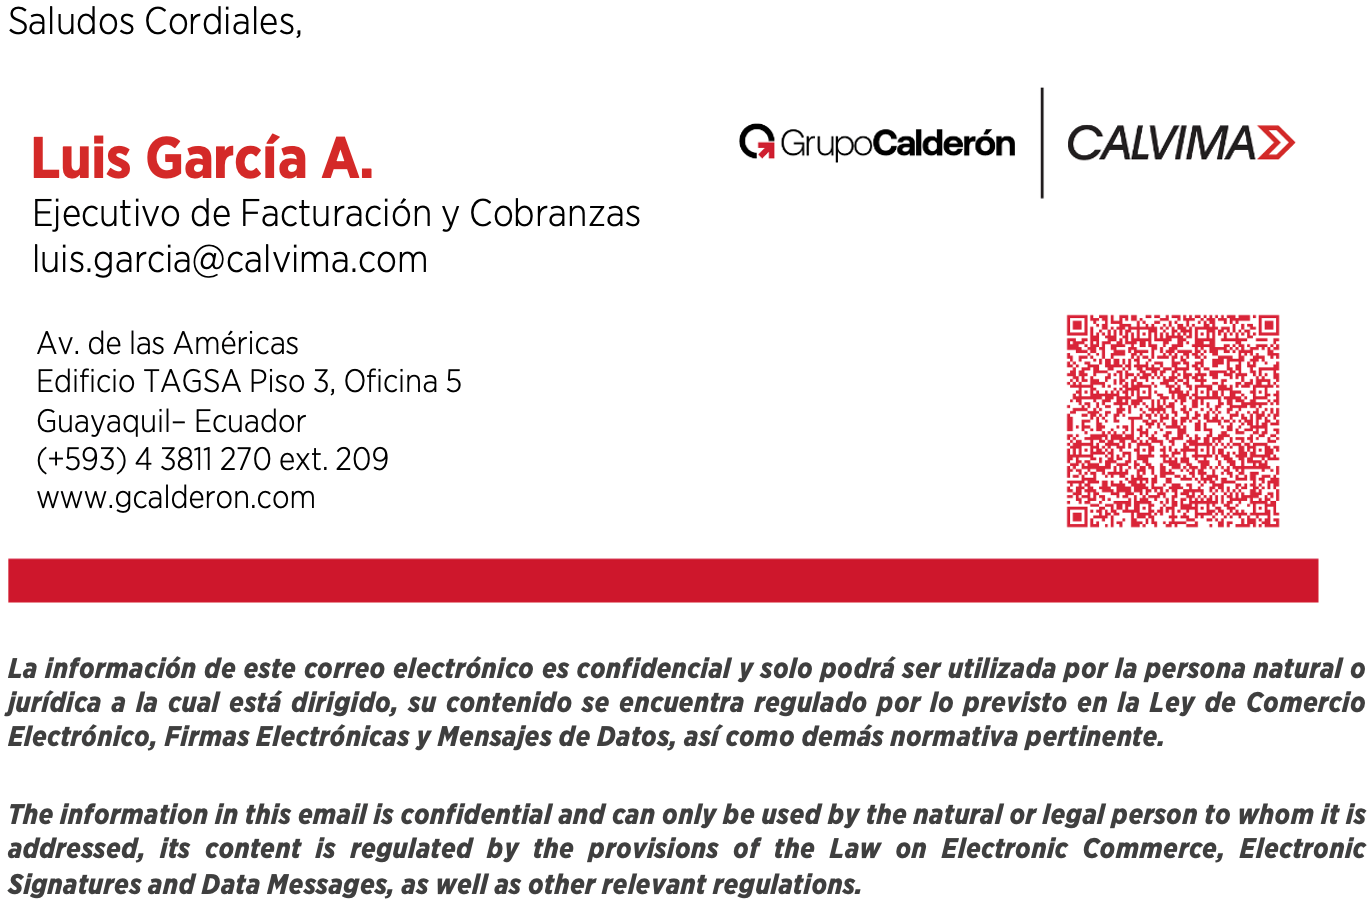 Saludos Cordiales,
GrupoCalderón
CALVIMA
Luis García A.
Ejecutivo de Facturación y Cobranzas
luis.garcia@calvima.com
Av. de las Américas
Edificio TAGSA Piso 3, Oficina 5
Guayaquil– Ecuador
(+593) 4 3811 270 ext. 209
www.gcalderon.com
La información de este correo electrónico es confidencial y solo podrá ser utilizada por la persona natural o
jurídica a la cual está dirigido, su contenido se encuentra regulado por lo previsto en la Ley de Comercio
Electrónico, Firmas Electrónicas y Mensajes de Datos, así como demás normativa pertinente.
The information in this email is confidential and can only be used by the natural or legal person to whom it is
addressed, its content is regulated by the provisions of the Law on Electronic Commerce, Electronic
Signatures and Data Messages, as well as other relevant regulations.